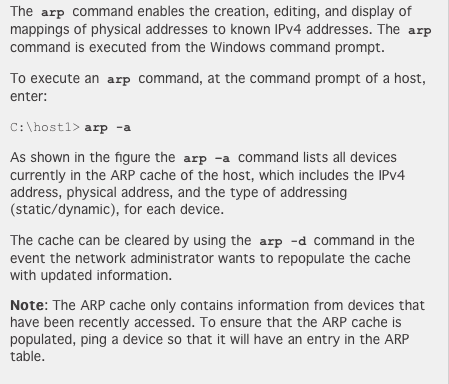 The arp command enables the creation, editing, and display of
mappings of physical addresses to known IPv4 addresses. The arp
command is executed from the Windows command prompt.
To execute an arp command, at the command prompt of a host,
enter:
C:\host1> arp -a
As shown in the figure the arp –a command lists all devices
currently in the ARP cache of the host, which includes the IPv4
address, physical address, and the type of addressing
(static/dynamic), for each device.
The cache can be cleared by using the arp -d command in the
event the network administrator wants to repopulate the cache
with updated information.
Note: The ARP cache only contains information from devices that
have been recently accessed. To ensure that the ARP cache is
populated, ping a device so that it will have an entry in the ARP
table.